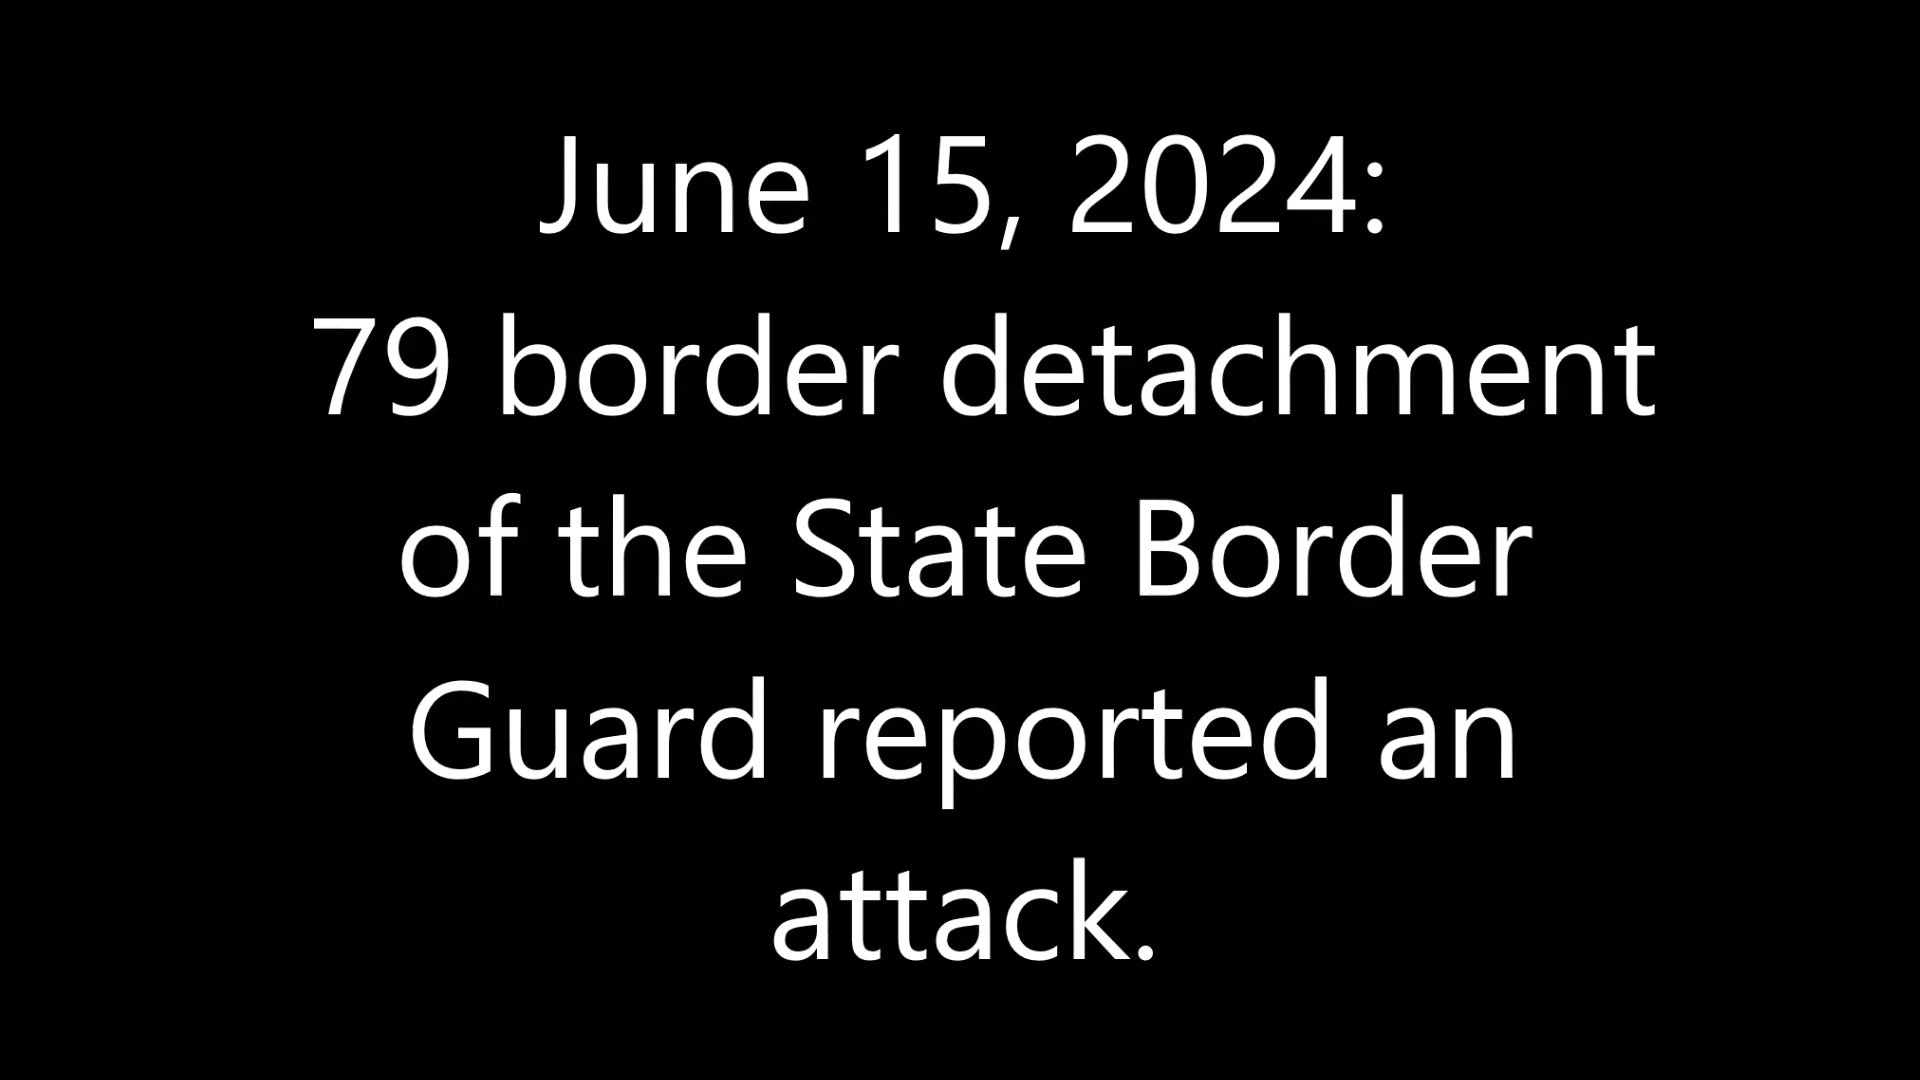 June 15, 2024:
79 border detachment
of the State Border
Guard reported an
attack.